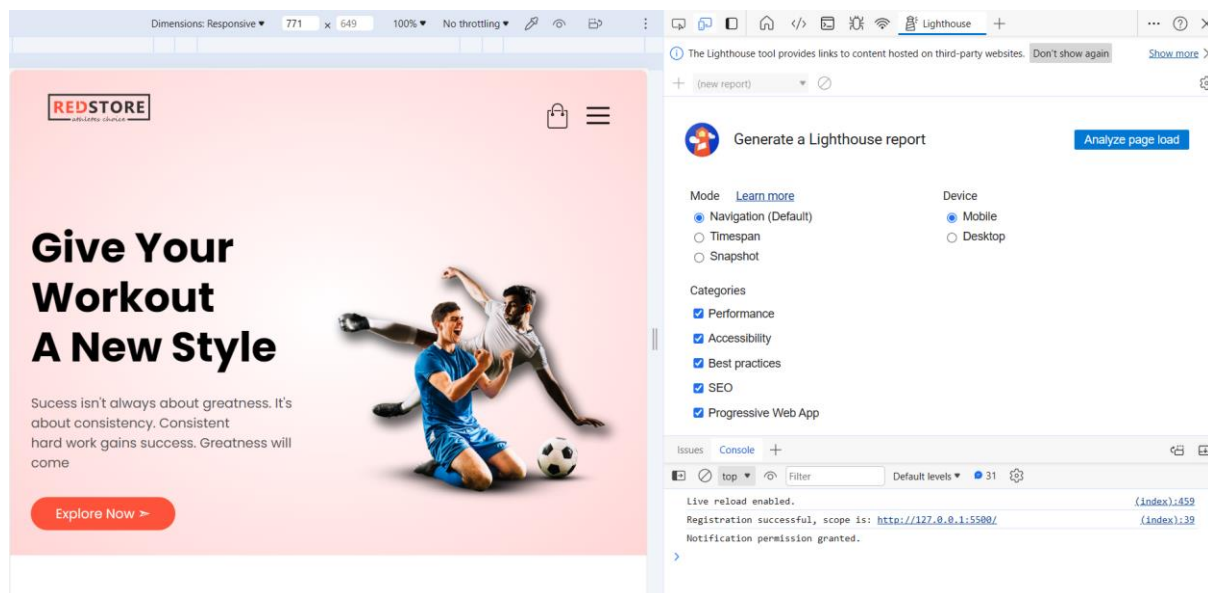 Dimensions: Responsive ▼ 771 × 649 100% ▼ No throttling ▼
REDSTORE
athletes choice
Give Your
Workout
A New Style
Sucess isn't always about greatness. It's
about consistency. Consistent
hard work gains success. Greatness will
come
Explore Now ➣
Lighthouse
The Lighthouse tool provides links to content hosted on third-party websites. Don't show again Show more
(new report) ▼
Generate a Lighthouse report
Analyze page load
Mode Learn more Device
Navigation (Default) Mobile
Timespan Desktop
Snapshot
Categories
Performance
Accessibility
Best practices
SEO
Progressive Web App
Issues Console
top ▼ Filter Default levels ▼ 31
Live reload enabled. (index):459
Registration successful, scope is: http://127.0.0.1:5500/ (index):39
Notification permission granted.